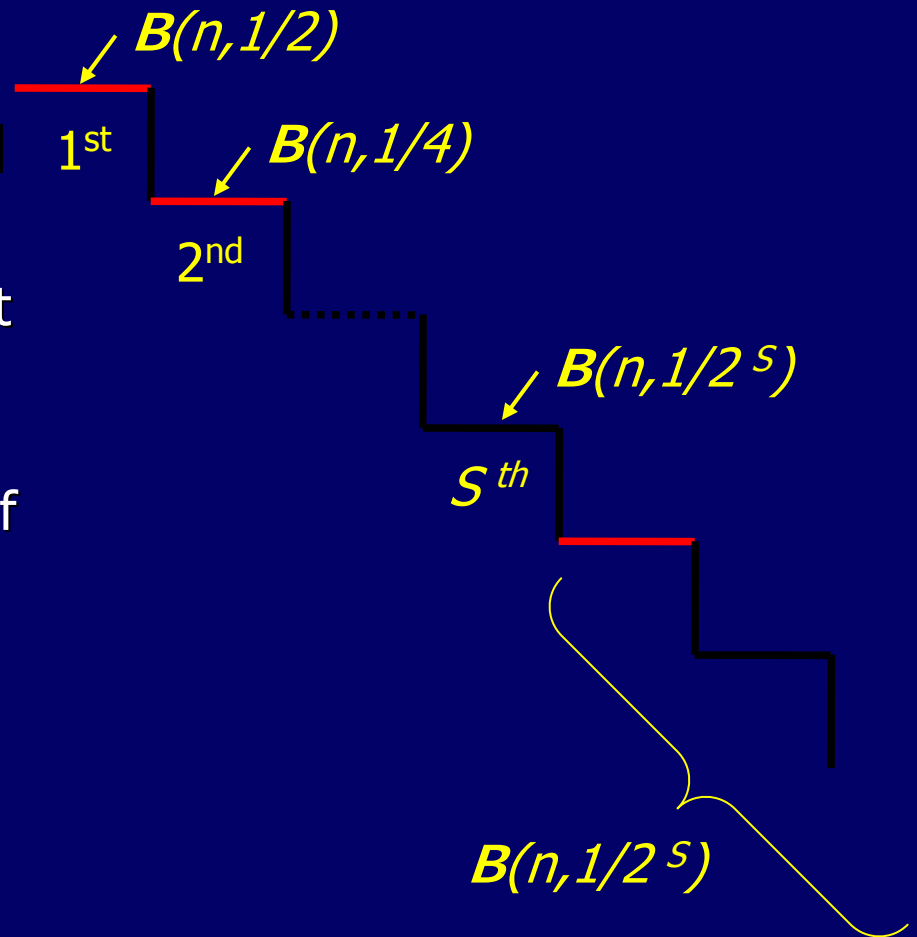 B(n,1/2)
1st
B(n,1/4)
2nd
t
B(n,1/2 S)
S th
f
B(n,1/2 S)